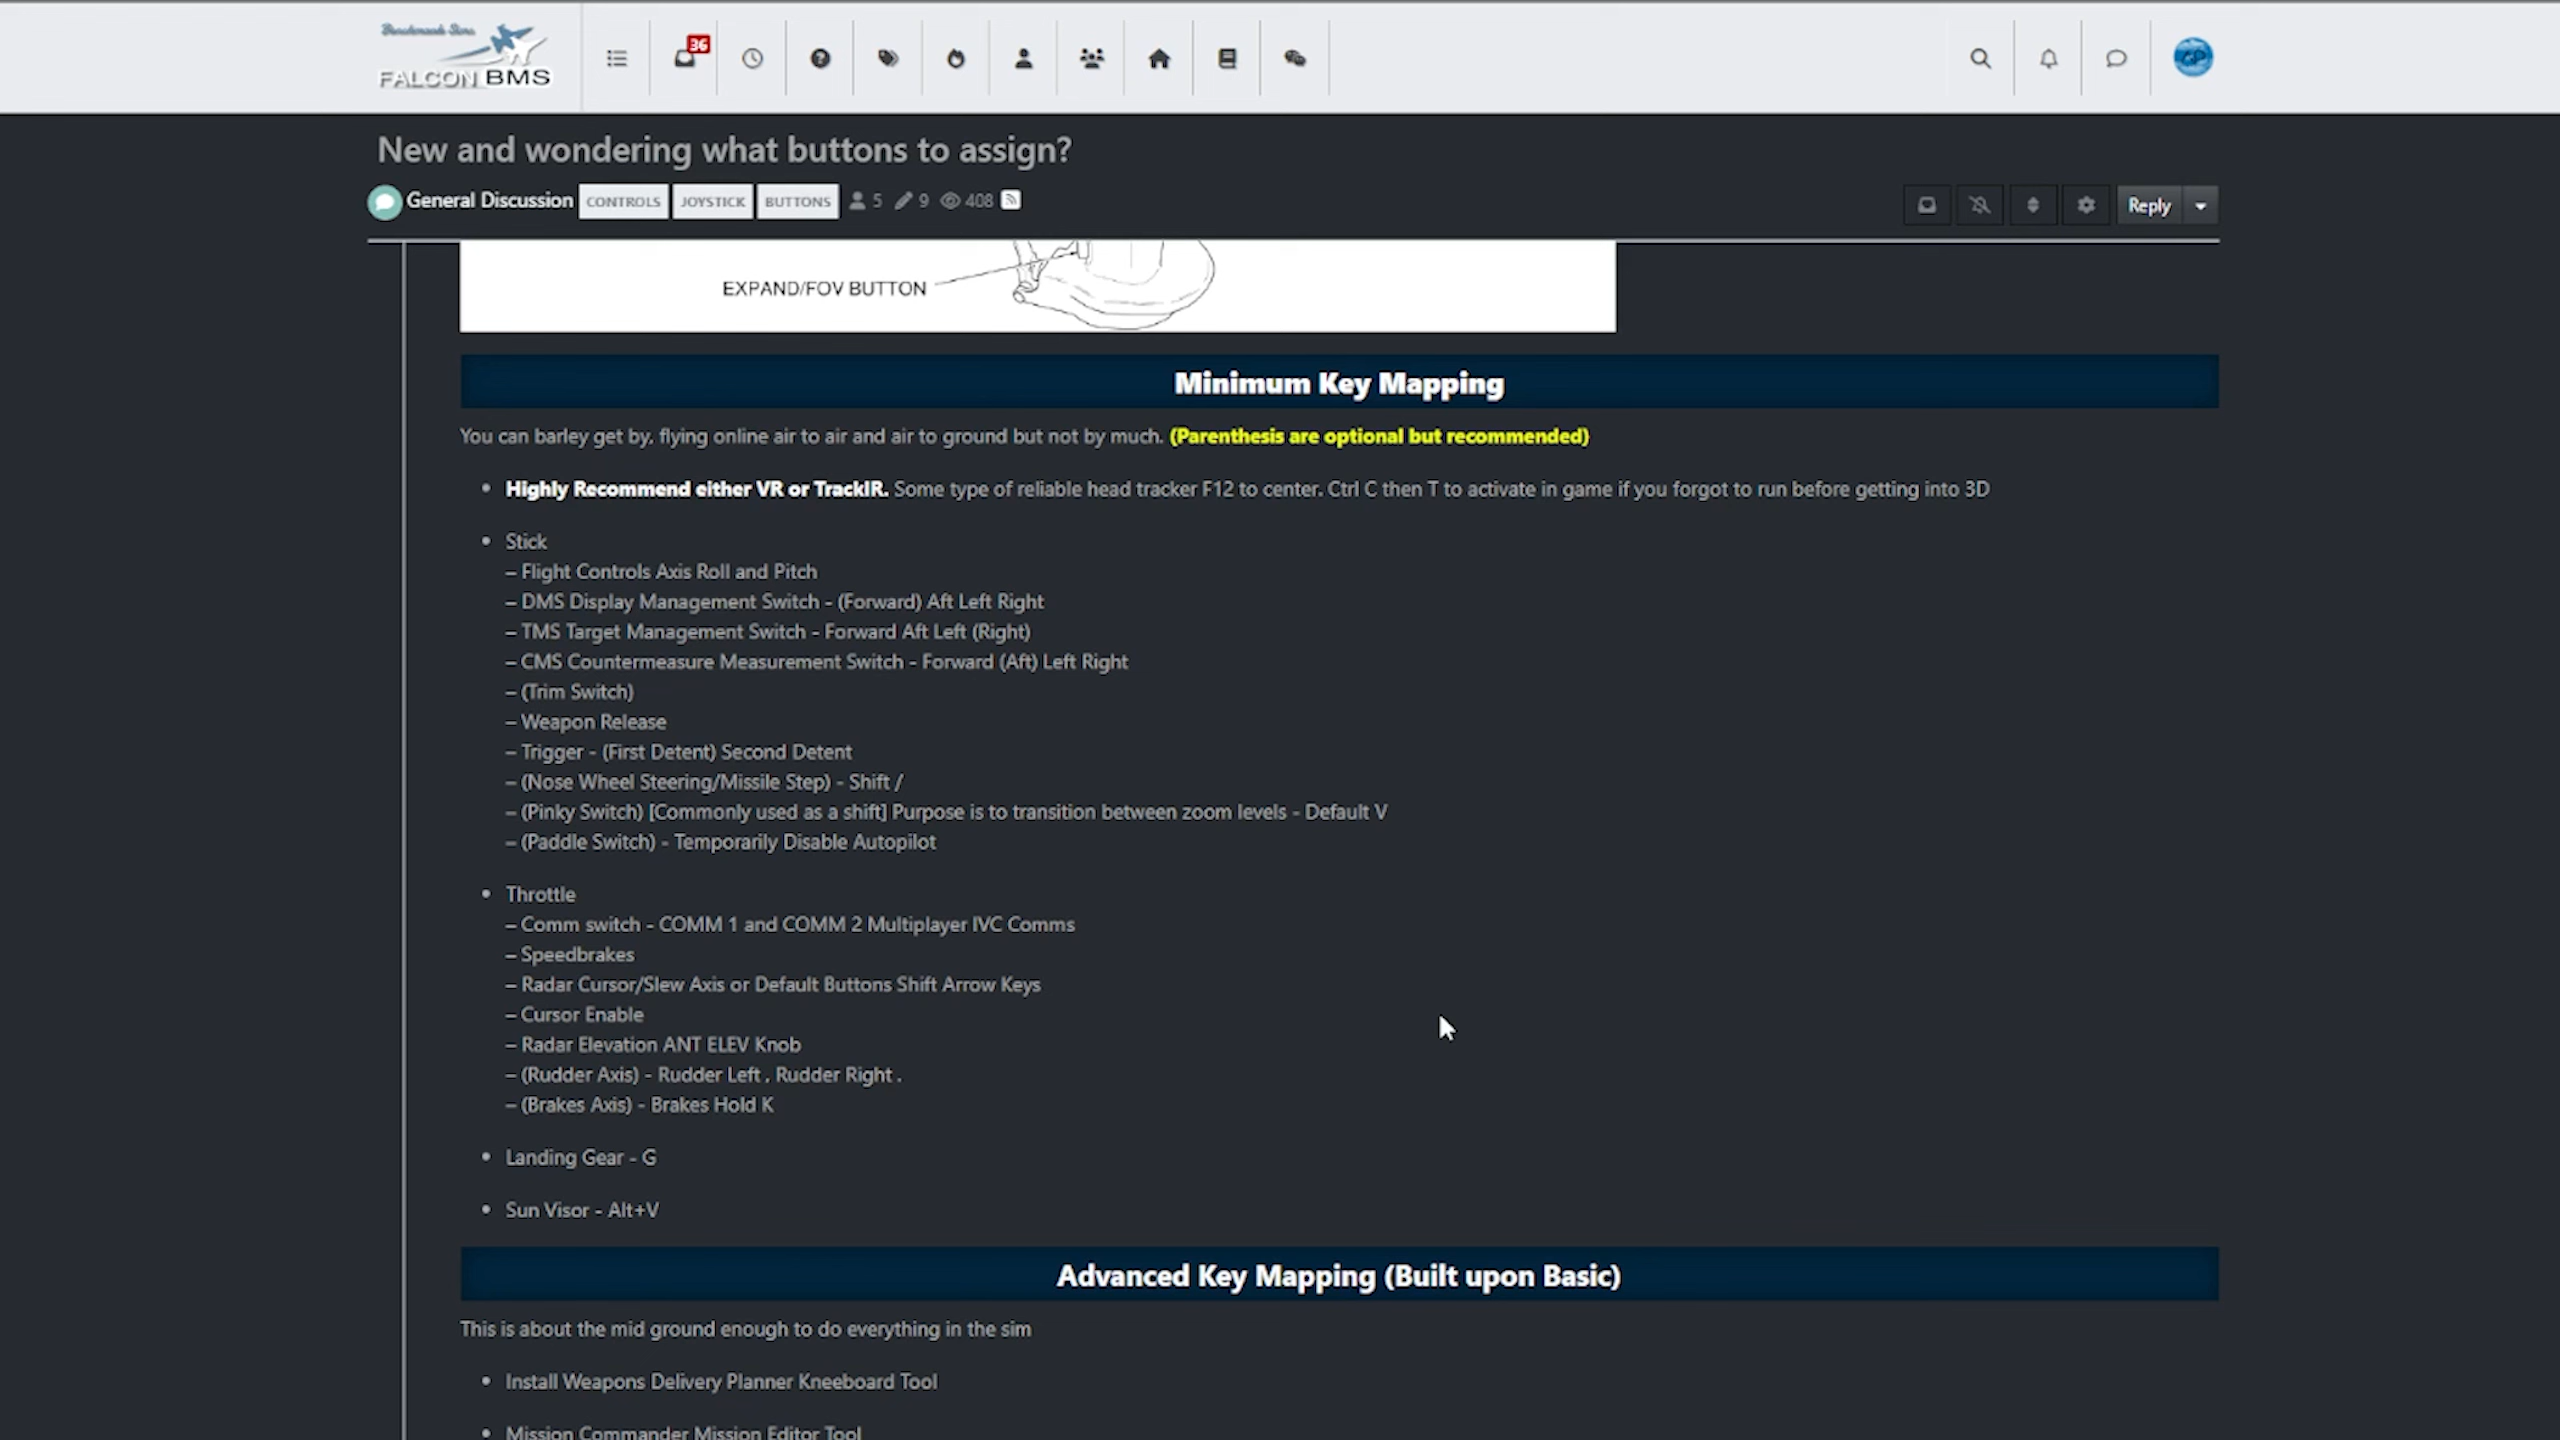 Benchmark Sims
FALCON BMS
36
New and wondering what buttons to assign?
General Discussion CONTROLS JOYSTICK BUTTONS 5 9 408
Reply
EXPAND/FOV BUTTON
Minimum Key Mapping
You can barley get by, flying online air to air and air to ground but not by much. (Parenthesis are optional but recommended)
• Highly Recommend either VR or TrackIR. Some type of reliable head tracker F12 to center. Ctrl C then T to activate in game if you forgot to run before getting into 3D
• Stick
– Flight Controls Axis Roll and Pitch
– DMS Display Management Switch - (Forward) Aft Left Right
– TMS Target Management Switch - Forward Aft Left (Right)
– CMS Countermeasure Measurement Switch - Forward (Aft) Left Right
– (Trim Switch)
– Weapon Release
– Trigger - (First Detent) Second Detent
– (Nose Wheel Steering/Missile Step) - Shift /
– (Pinky Switch) [Commonly used as a shift] Purpose is to transition between zoom levels - Default V
– (Paddle Switch) - Temporarily Disable Autopilot
• Throttle
– Comm switch - COMM 1 and COMM 2 Multiplayer IVC Comms
– Speedbrakes
– Radar Cursor/Slew Axis or Default Buttons Shift Arrow Keys
– Cursor Enable
– Radar Elevation ANT ELEV Knob
– (Rudder Axis) - Rudder Left , Rudder Right .
– (Brakes Axis) - Brakes Hold K
• Landing Gear - G
• Sun Visor - Alt+V
Advanced Key Mapping (Built upon Basic)
This is about the mid ground enough to do everything in the sim
• Install Weapons Delivery Planner Kneeboard Tool
• Mission Commander Mission Editor Tool